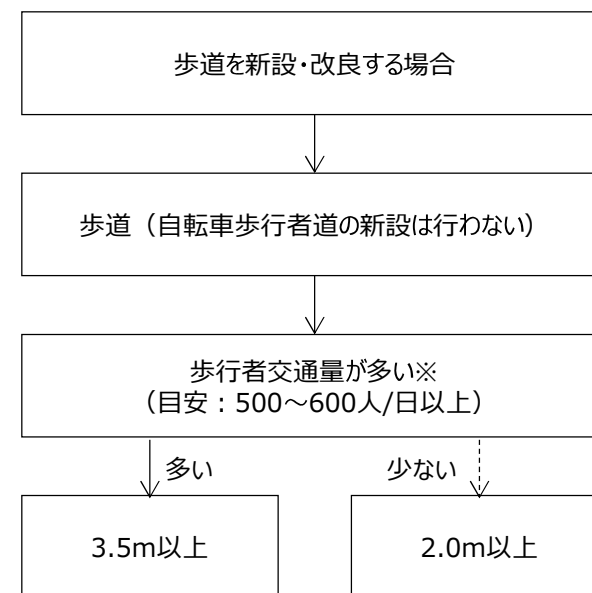 歩道を新設・改良する場合
歩道（自転車歩行者道の新設は行わない）
歩行者交通量が多い※
（目安：500～600人/日以上）
多い
少ない
3.5m以上
2.0m以上